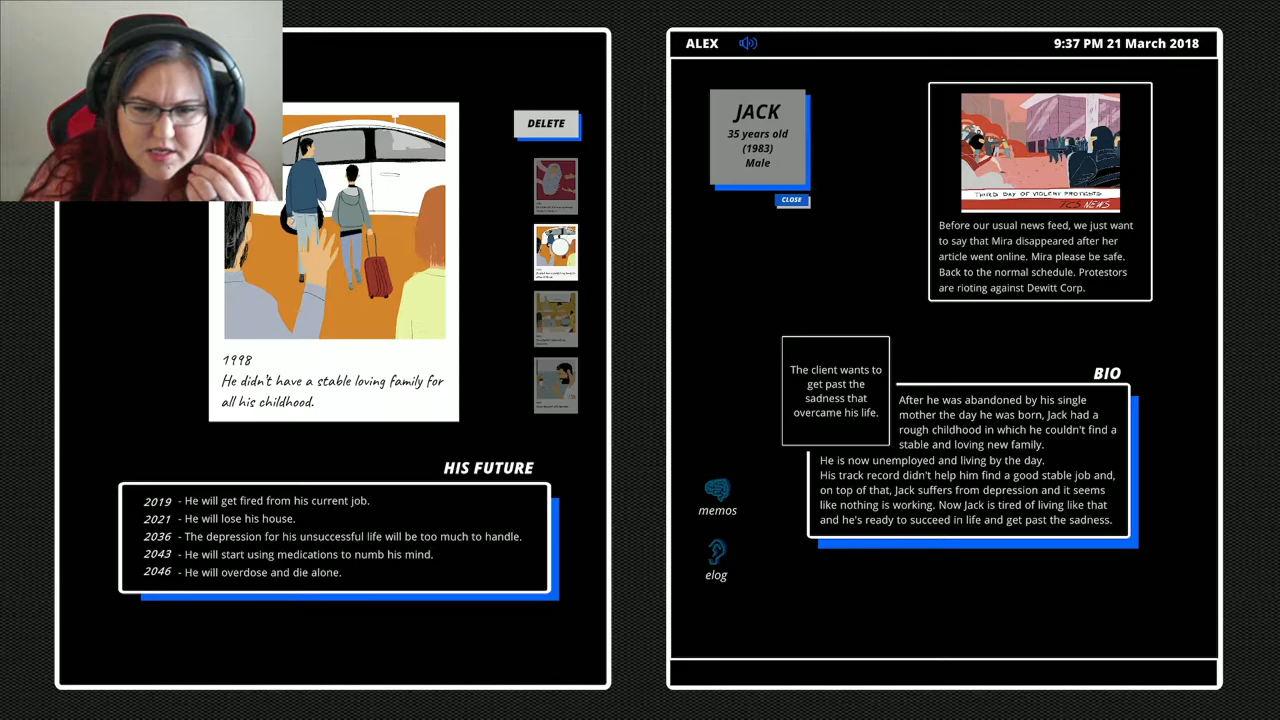 DELETE
1998
He didn't have a stable loving family for
all his childhood.
HIS FUTURE
2019 - He will get fired from his current job.
2021 - He will lose his house.
2036 - The depression for his unsuccessful life will be too much to handle.
2043 - He will start using medications to numb his mind.
2046 - He will overdose and die alone.
ALEX
9:37 PM 21 March 2018
JACK
35 years old
(1983)
Male
CLOSE
THIRD DAY OF VIOLENT PROTESTS
NEWS
Before our usual news feed, we just want
to say that Mira disappeared after her
article went online. Mira please be safe.
Back to the normal schedule. Protestors
are rioting against Dewitt Corp.
The client wants to
get past the
sadness that
overcame his life.
BIO
After he was abandoned by his single
mother the day he was born, Jack had a
rough childhood in which he couldn't find a
stable and loving new family.
He is now unemployed and living by the day.
His track record didn't help him find a good stable job and,
on top of that, Jack suffers from depression and it seems
like nothing is working. Now Jack is tired of living like that
and he's ready to succeed in life and get past the sadness.
memos
elog